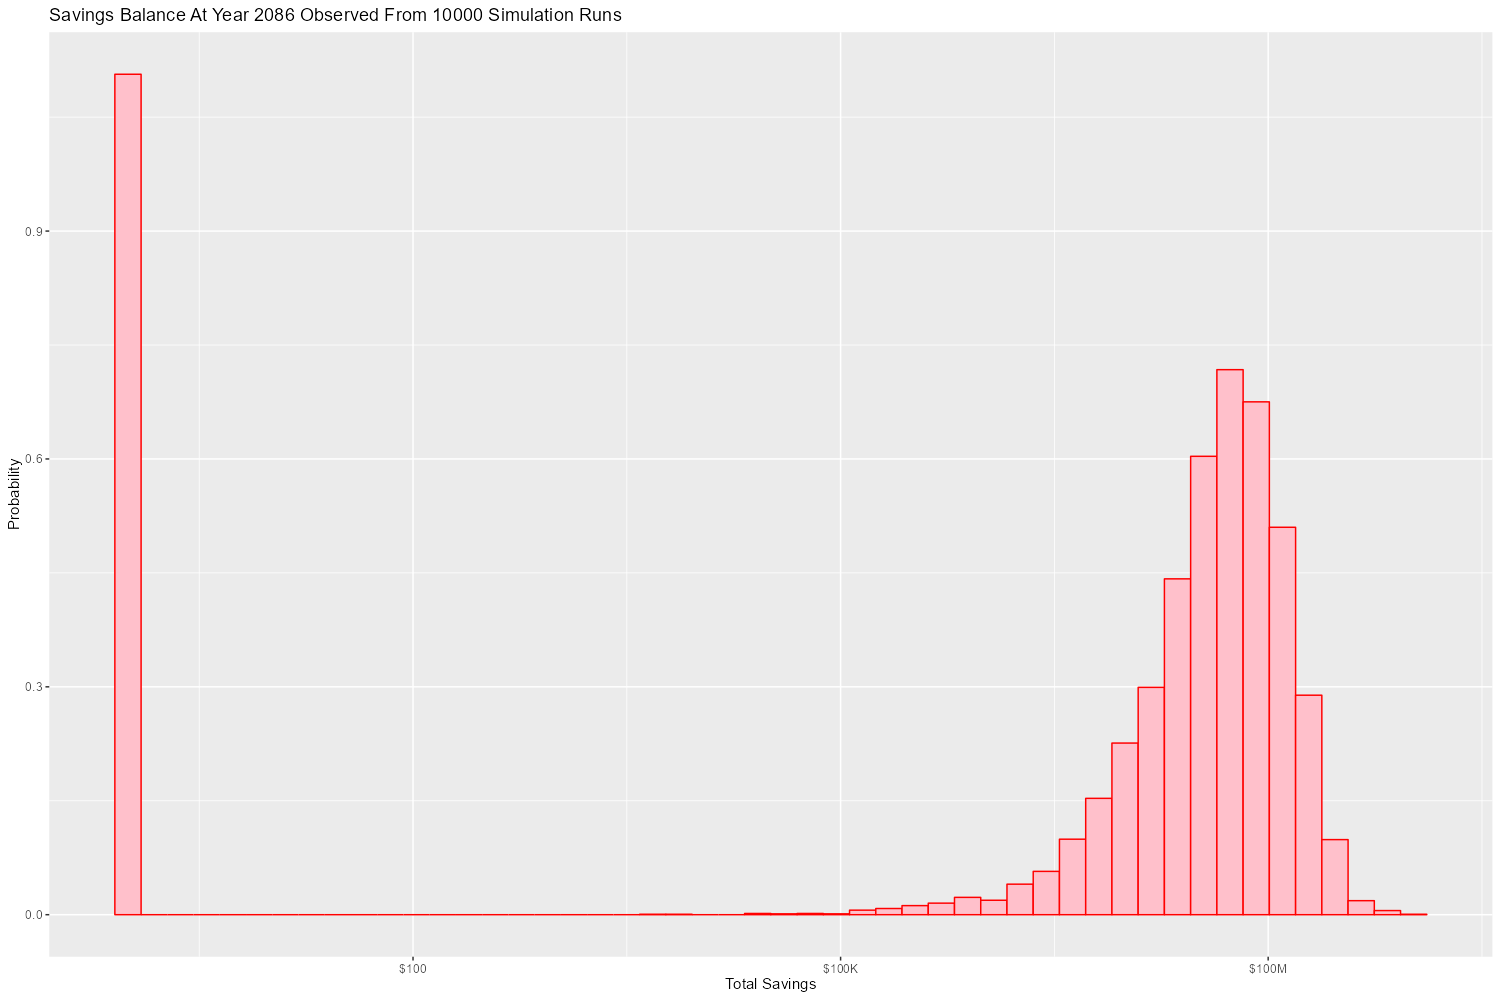 Savings Balance At Year 2086 Observed From 10000 Simulation Runs
Probability
0.9
0.6
0.3
0.0
$100
$100K
$100M
Total Savings